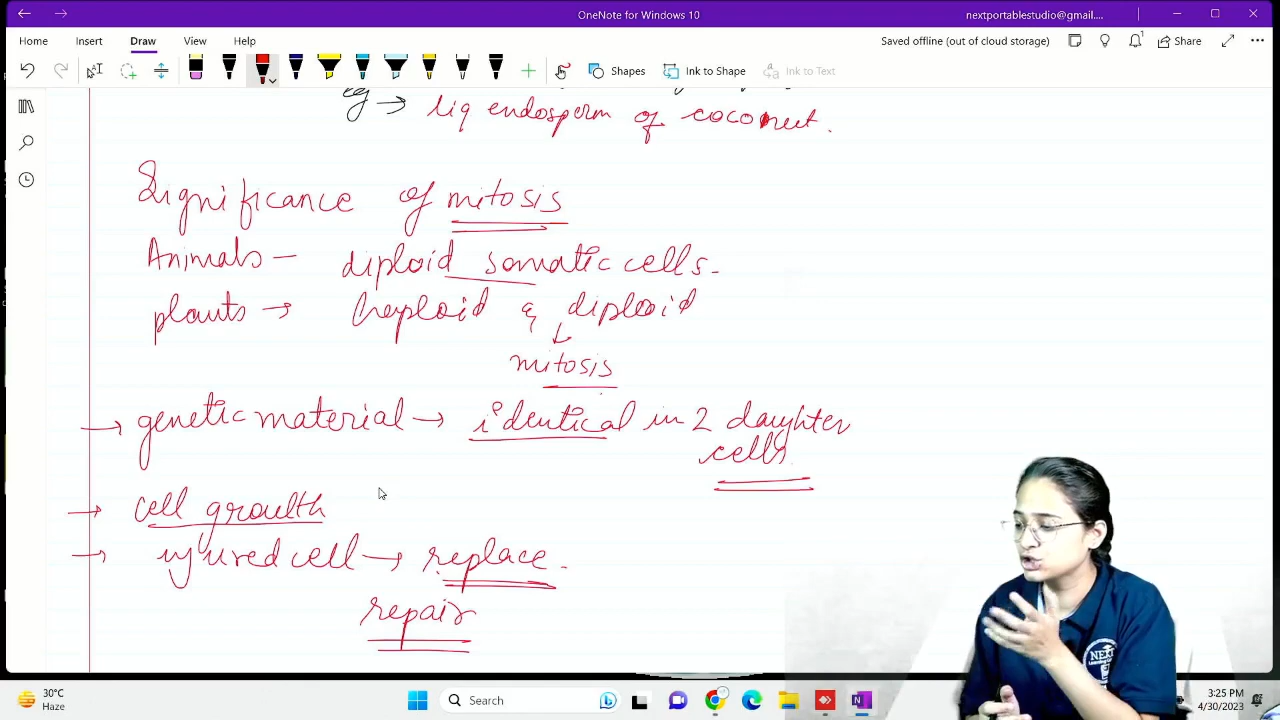 OneNote for Windows 10
nextportablestudio@gmail....
Home Insert Draw View Help
Saved offline (out of cloud storage)
Share
Shapes
Ink to Shape
Ink to Text
eg → liq endosperm of coconut.
Significance of mitosis
Animals - diploid somatic cells.
plants → haploid & diploid
↓
mitosis
→ genetic material → identical in 2 daughter
cells
→ cell growth
→ injured cell → replace.
repair
NEXT
30°C
Haze
Search
3:25 PM
4/30/2023